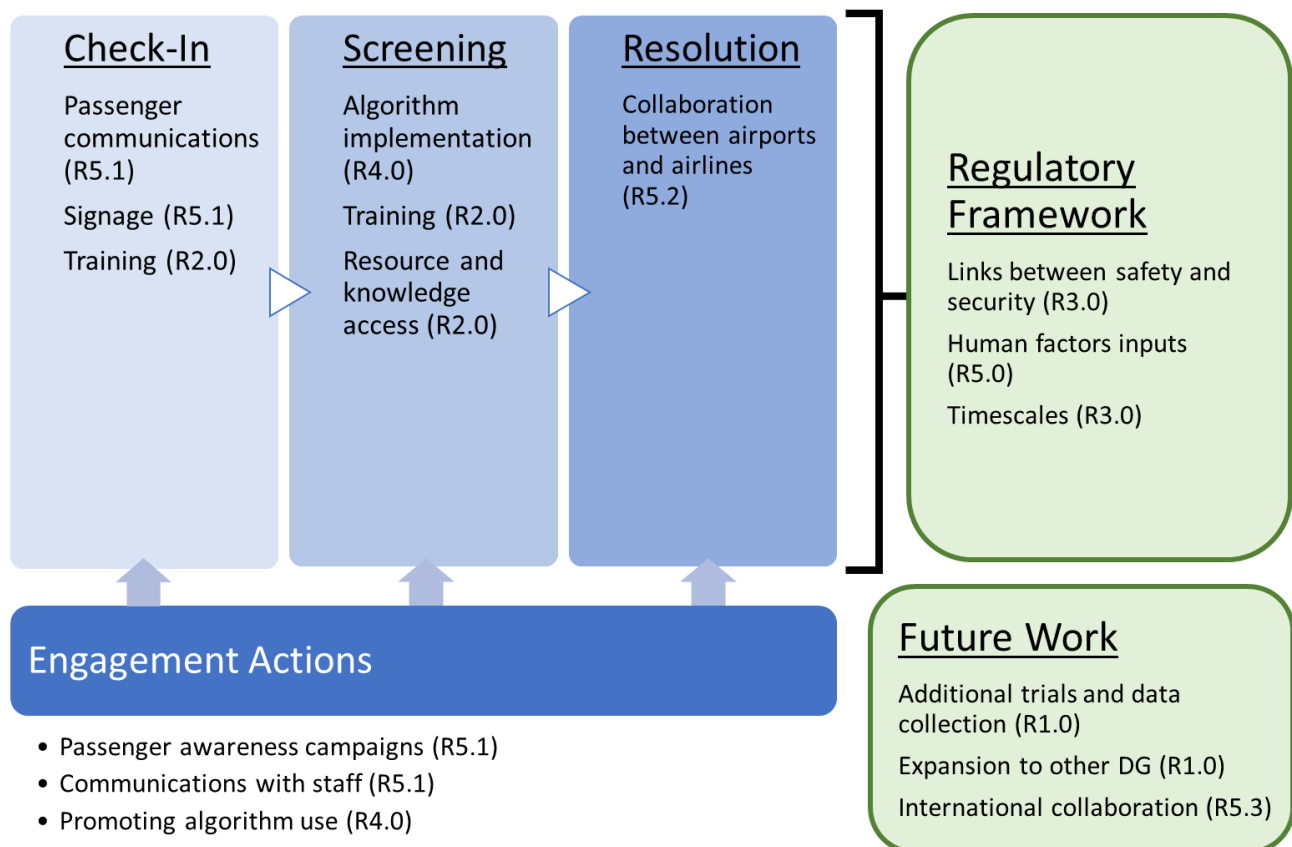 Check-In
Passenger
communications
(R5.1)
Signage (R5.1)
Training (R2.0)
Screening
Algorithm
implementation
(R4.0)
Training (R2.0)
Resource and
knowledge
access (R2.0)
Resolution
Collaboration
between airports
and airlines
(R5.2)
Regulatory
Framework
Links between safety and
security (R3.0)
Human factors inputs
(R5.0)
Timescales (R3.0)
Engagement Actions
• Passenger awareness campaigns (R5.1)
• Communications with staff (R5.1)
• Promoting algorithm use (R4.0)
Future Work
Additional trials and data
collection (R1.0)
Expansion to other DG (R1.0)
International collaboration (R5.3)